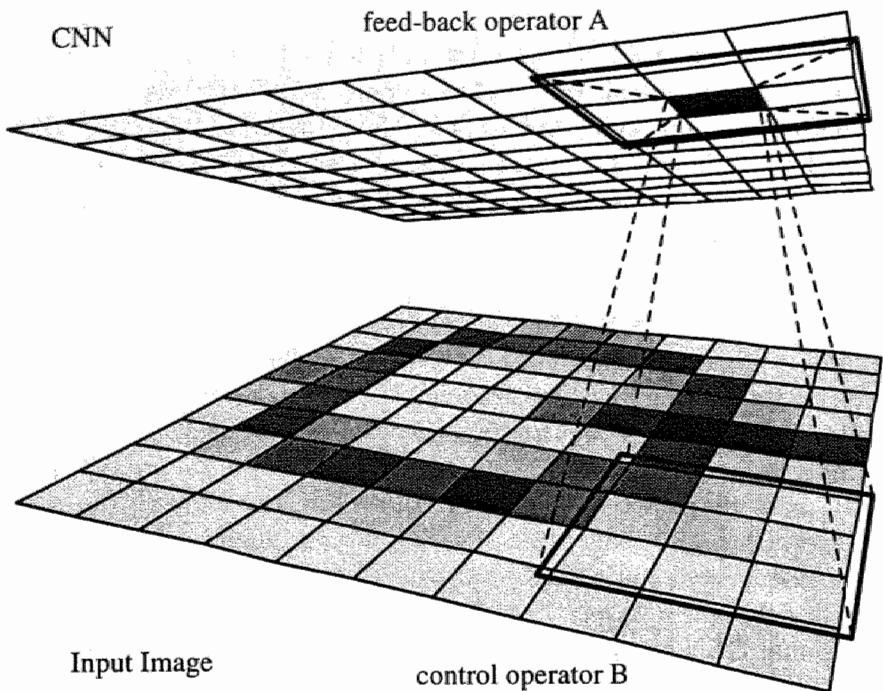 CNN
feed-back operator A
Input Image
control operator B